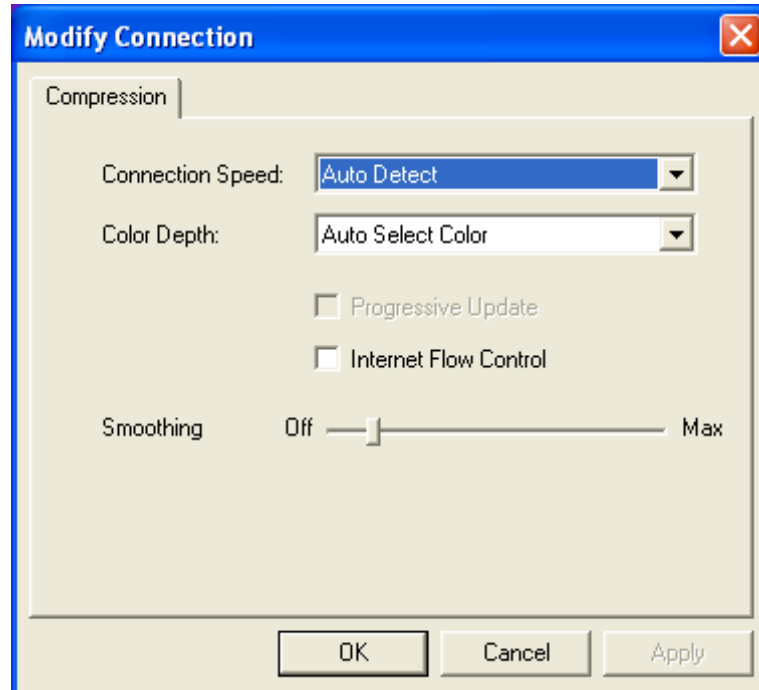 Modify Connection
Compression
Connection Speed: Auto Detect
Color Depth: Auto Select Color
Progressive Update
Internet Flow Control
Smoothing Off Max
OK Cancel Apply